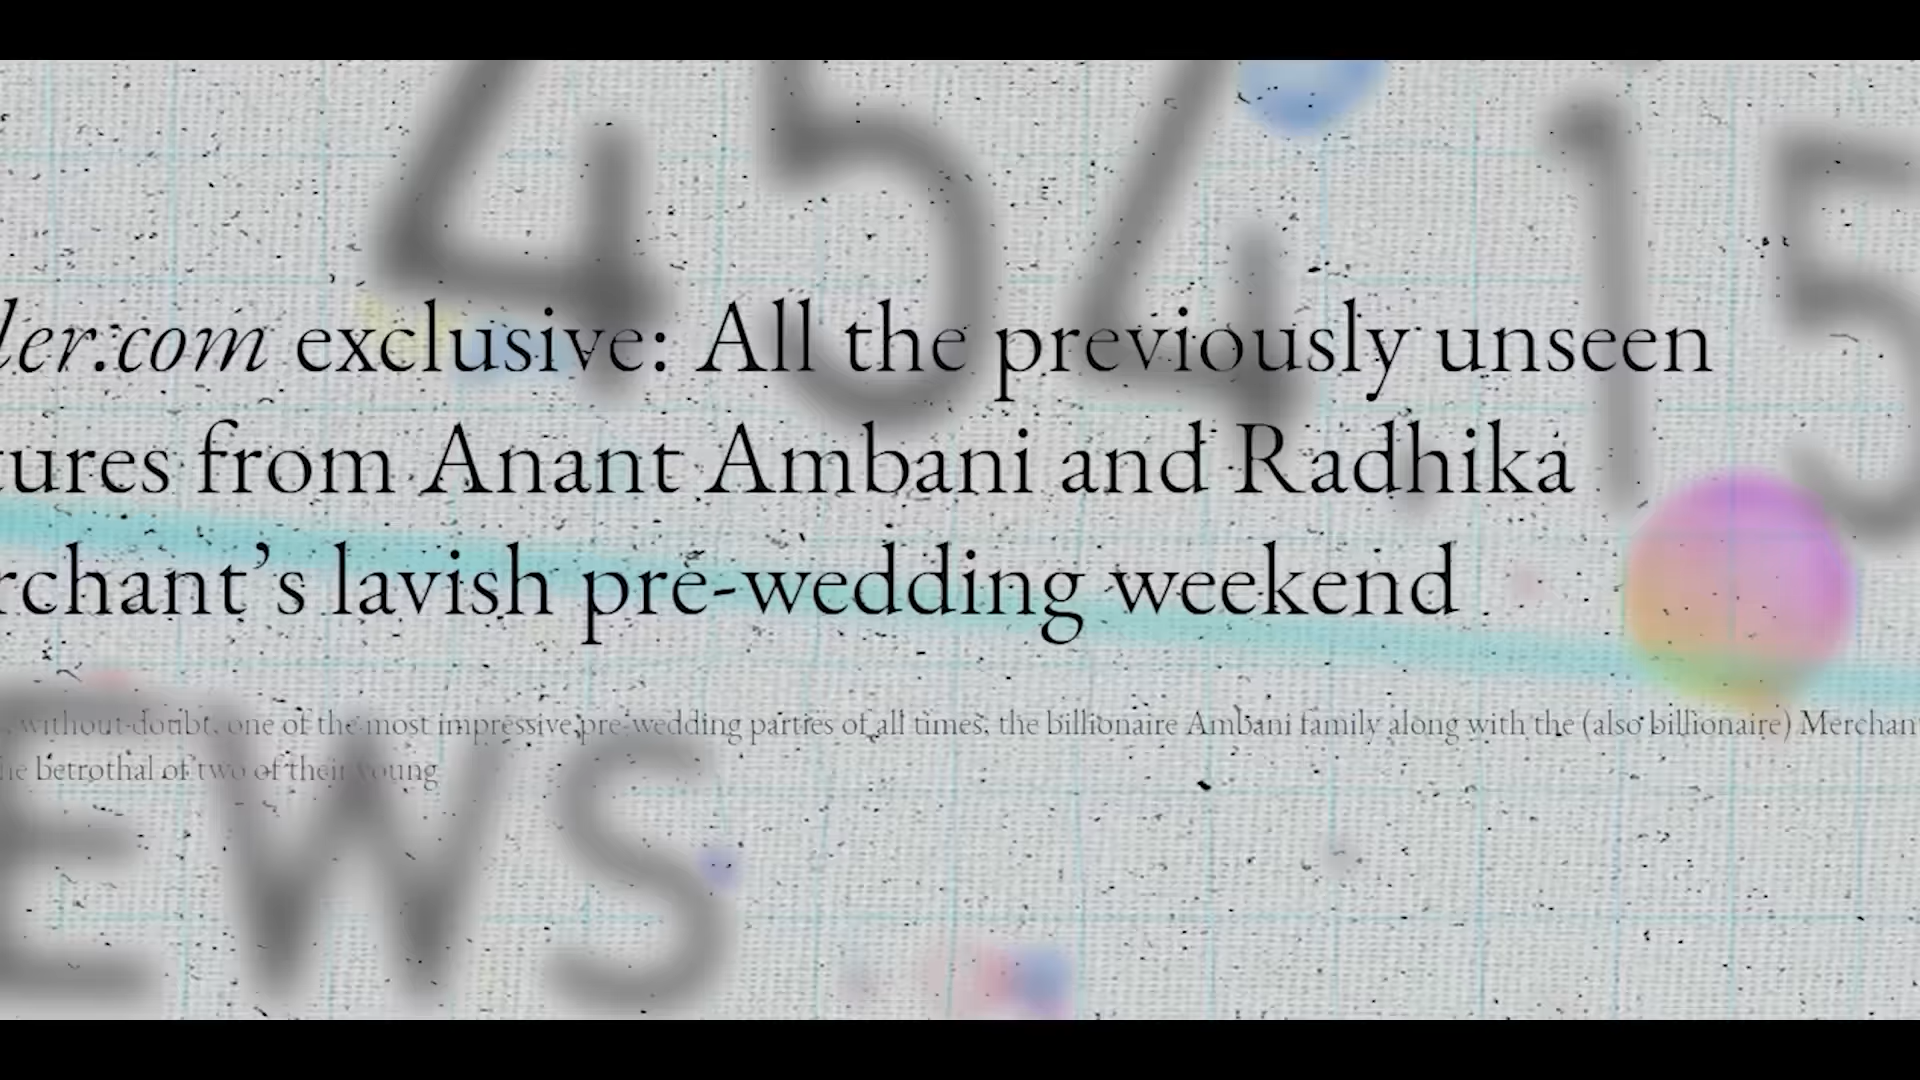 454 15
ler.com exclusive: All the previously unseen
tures from Anant Ambani and Radhika
rchant's lavish pre-wedding weekend
without doubt, one of the most impressive pre-wedding parties of all times, the billionaire Ambani family along with the (also billionaire) Merchan
he betrothal of two of their young
EWS